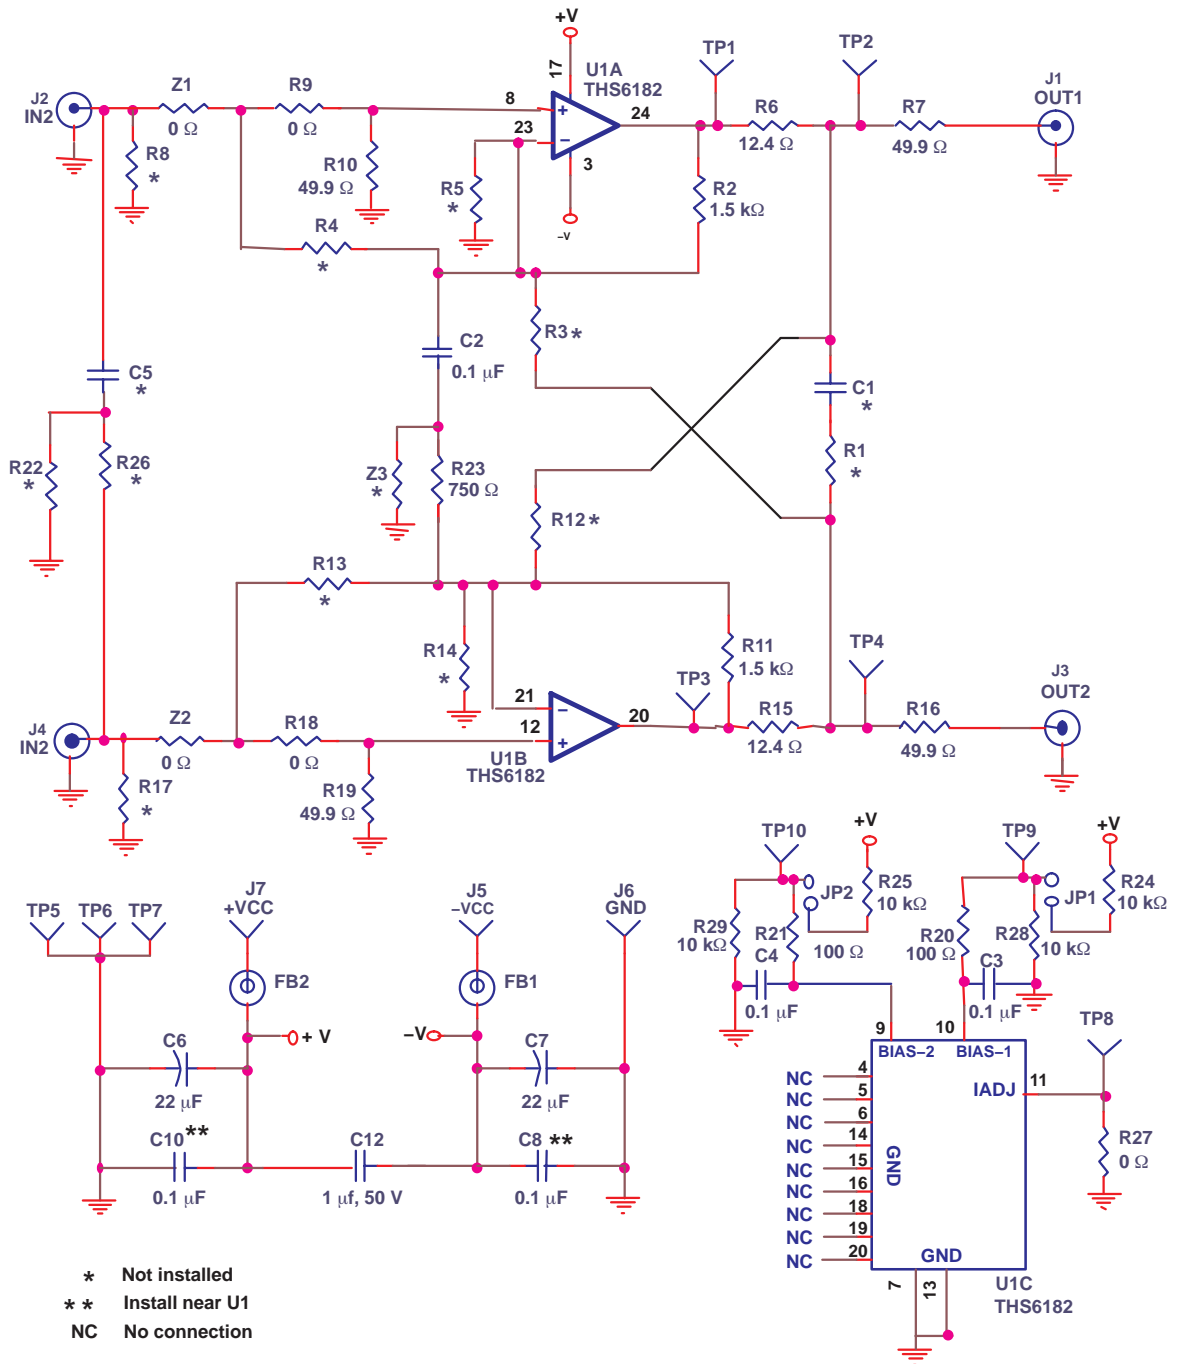 +V
TP1
TP2
17
U1A
THS6182
J2
IN2
Z1
0 Ω
R9
0 Ω
8
23
24
3
–V
R6
12.4 Ω
R7
49.9 Ω
J1
OUT1
R8
*
R10
49.9 Ω
R5
*
R2
1.5 kΩ
R4
*
R3 *
C2
0.1 μF
C5
*
C1
*
R1
*
R22
*
R26
*
Z3
*
R23
750 Ω
R12 *
R13
*
R14
*
R11
1.5 kΩ
TP3
TP4
J3
OUT2
J4
IN2
Z2
0 Ω
R18
0 Ω
21
12
20
U1B
THS6182
R15
12.4 Ω
R16
49.9 Ω
R17
*
R19
49.9 Ω
TP5
TP6
TP7
J7
+VCC
J5
–VCC
J6
GND
FB2
FB1
+ V
–V
C6
22 μF
C7
22 μF
C10 **
0.1 μF
C12
1 μf, 50 V
C8 **
0.1 μF
TP10
+V
JP2
R25
10 kΩ
R29
10 kΩ
R21
100 Ω
C4
0.1 μF
TP9
+V
JP1
R24
10 kΩ
R20
100 Ω
R28
10 kΩ
C3
0.1 μF
TP8
9
10
BIAS–2
BIAS–1
IADJ
11
R27
0 Ω
NC 4
NC 5
NC 6
NC 14
NC 15
NC 16
NC 18
NC 19
NC 20
GND
GND
7
13
U1C
THS6182
* Not installed
* * Install near U1
NC No connection